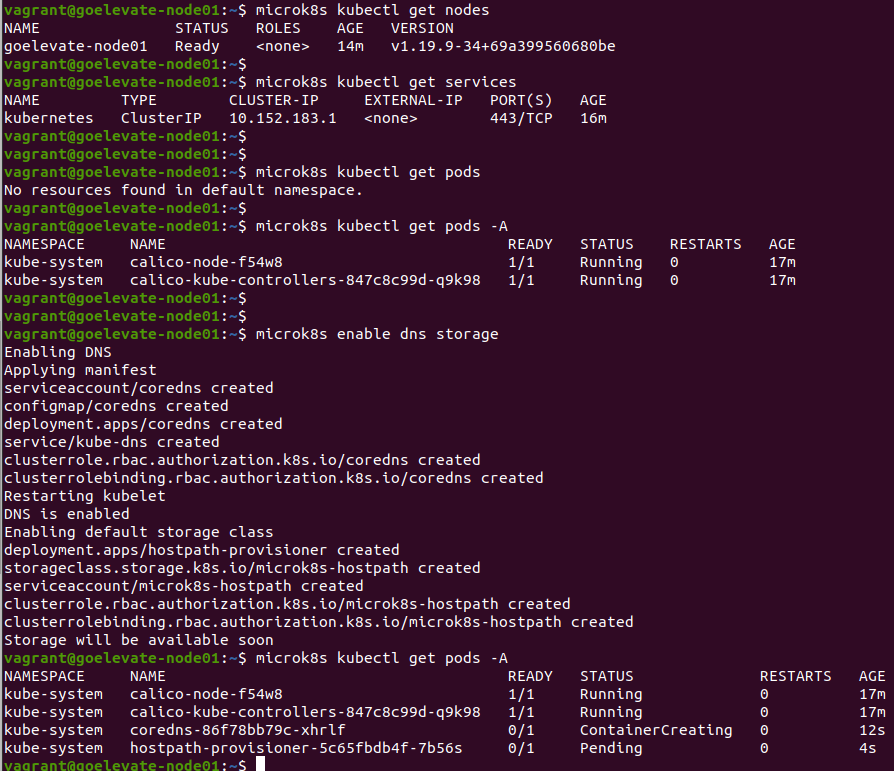 vagrant@goelevate-node01:~$ microk8s kubectl get nodes
NAME STATUS ROLES AGE VERSION
goelevate-node01 Ready <none> 14m v1.19.9-34+69a399560680be
vagrant@goelevate-node01:~$
vagrant@goelevate-node01:~$ microk8s kubectl get services
NAME TYPE CLUSTER-IP EXTERNAL-IP PORT(S) AGE
kubernetes ClusterIP 10.152.183.1 <none> 443/TCP 16m
vagrant@goelevate-node01:~$
vagrant@goelevate-node01:~$
vagrant@goelevate-node01:~$ microk8s kubectl get pods
No resources found in default namespace.
vagrant@goelevate-node01:~$
vagrant@goelevate-node01:~$ microk8s kubectl get pods -A
NAMESPACE NAME READY STATUS RESTARTS AGE
kube-system calico-node-f54w8 1/1 Running 0 17m
kube-system calico-kube-controllers-847c8c99d-q9k98 1/1 Running 0 17m
vagrant@goelevate-node01:~$
vagrant@goelevate-node01:~$
vagrant@goelevate-node01:~$ microk8s enable dns storage
Enabling DNS
Applying manifest
serviceaccount/coredns created
configmap/coredns created
deployment.apps/coredns created
service/kube-dns created
clusterrole.rbac.authorization.k8s.io/coredns created
clusterrolebinding.rbac.authorization.k8s.io/coredns created
Restarting kubelet
DNS is enabled
Enabling default storage class
deployment.apps/hostpath-provisioner created
storageclass.storage.k8s.io/microk8s-hostpath created
serviceaccount/microk8s-hostpath created
clusterrole.rbac.authorization.k8s.io/microk8s-hostpath created
clusterrolebinding.rbac.authorization.k8s.io/microk8s-hostpath created
Storage will be available soon
vagrant@goelevate-node01:~$ microk8s kubectl get pods -A
NAMESPACE NAME READY STATUS RESTARTS AGE
kube-system calico-node-f54w8 1/1 Running 0 17m
kube-system calico-kube-controllers-847c8c99d-q9k98 1/1 Running 0 17m
kube-system coredns-86f78bb79c-xhrlf 0/1 ContainerCreating 0 12s
kube-system hostpath-provisioner-5c65fbdb4f-7b56s 0/1 Pending 0 4s
vagrant@goelevate-node01:~$